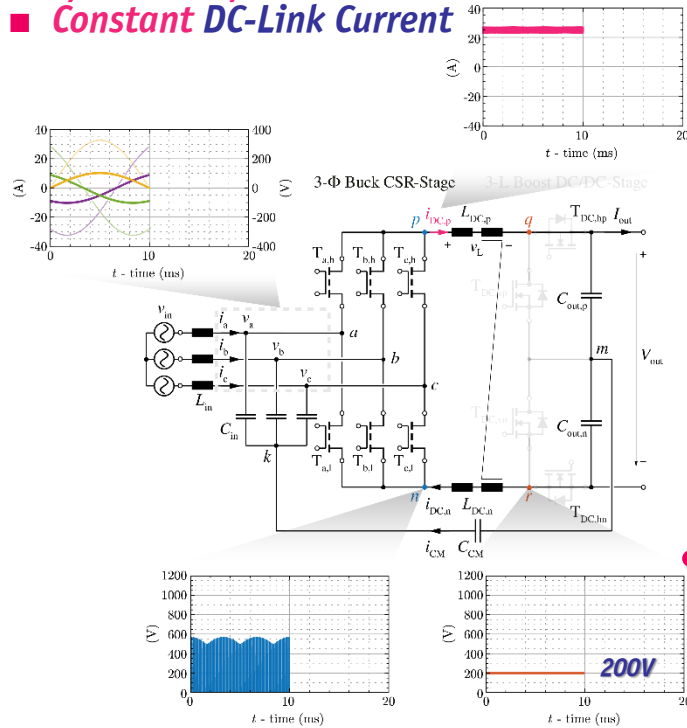 ■ Constant DC-Link Current
40
20
0
-20
-40
(A)
0 10 20
t - time (ms)
40 400
20 200
0 0
-20 -200
-40 -400
(A) (V)
0 10 20
t - time (ms)
3-Φ Buck CSR-Stage 3-L Boost DC/DC-Stage
p i_DC,p L_DC,p q T_DC,hp I_out
+ v_L −
T_a,h T_b,h T_c,h
+
C_out,p
v_in i_a v_a a
i_b v_b b m V_out
i_c v_c c
L_in
C_in T_DC,vn C_out,n
k T_a,l T_b,l T_c,l
−
n i_DC,n L_DC,n r T_DC,hn
i_CM C_CM
1200
1000
800
600
400
200
0
(V)
0 10 20
t - time (ms)
1200
1000
800
600
400
200
0
(V)
200V
0 10 20
t - time (ms)